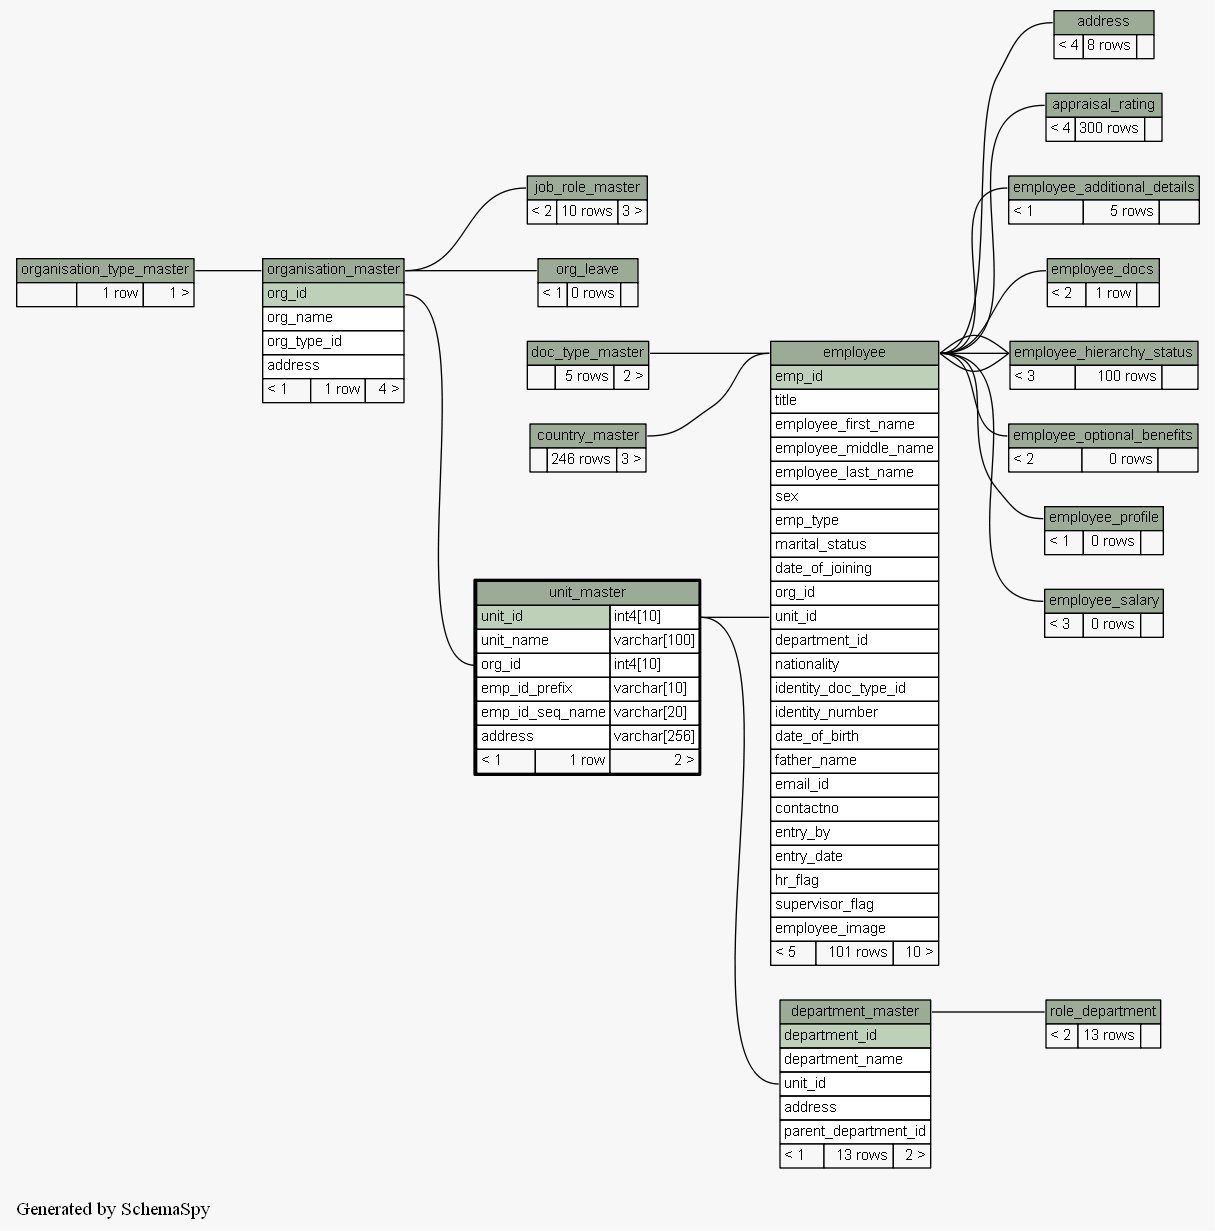 address
< 4 8 rows
appraisal_rating
< 4 300 rows
job_role_master
< 2 10 rows 3 >
employee_additional_details
< 1 5 rows
organisation_type_master
1 row 1 >
organisation_master
org_id
org_name
org_type_id
address
< 1 1 row 4 >
org_leave
< 1 0 rows
employee_docs
< 2 1 row
doc_type_master
5 rows 2 >
country_master
246 rows 3 >
employee
emp_id
title
employee_first_name
employee_middle_name
employee_last_name
sex
emp_type
marital_status
date_of_joining
org_id
unit_id
department_id
nationality
identity_doc_type_id
identity_number
date_of_birth
father_name
email_id
contactno
entry_by
entry_date
hr_flag
supervisor_flag
employee_image
< 5 101 rows 10 >
employee_hierarchy_status
< 3 100 rows
employee_optional_benefits
< 2 0 rows
employee_profile
< 1 0 rows
employee_salary
< 3 0 rows
unit_master
unit_id int4[10]
unit_name varchar[100]
org_id int4[10]
emp_id_prefix varchar[10]
emp_id_seq_name varchar[20]
address varchar[256]
< 1 1 row 2 >
department_master
department_id
department_name
unit_id
address
parent_department_id
< 1 13 rows 2 >
role_department
< 2 13 rows
Generated by SchemaSpy